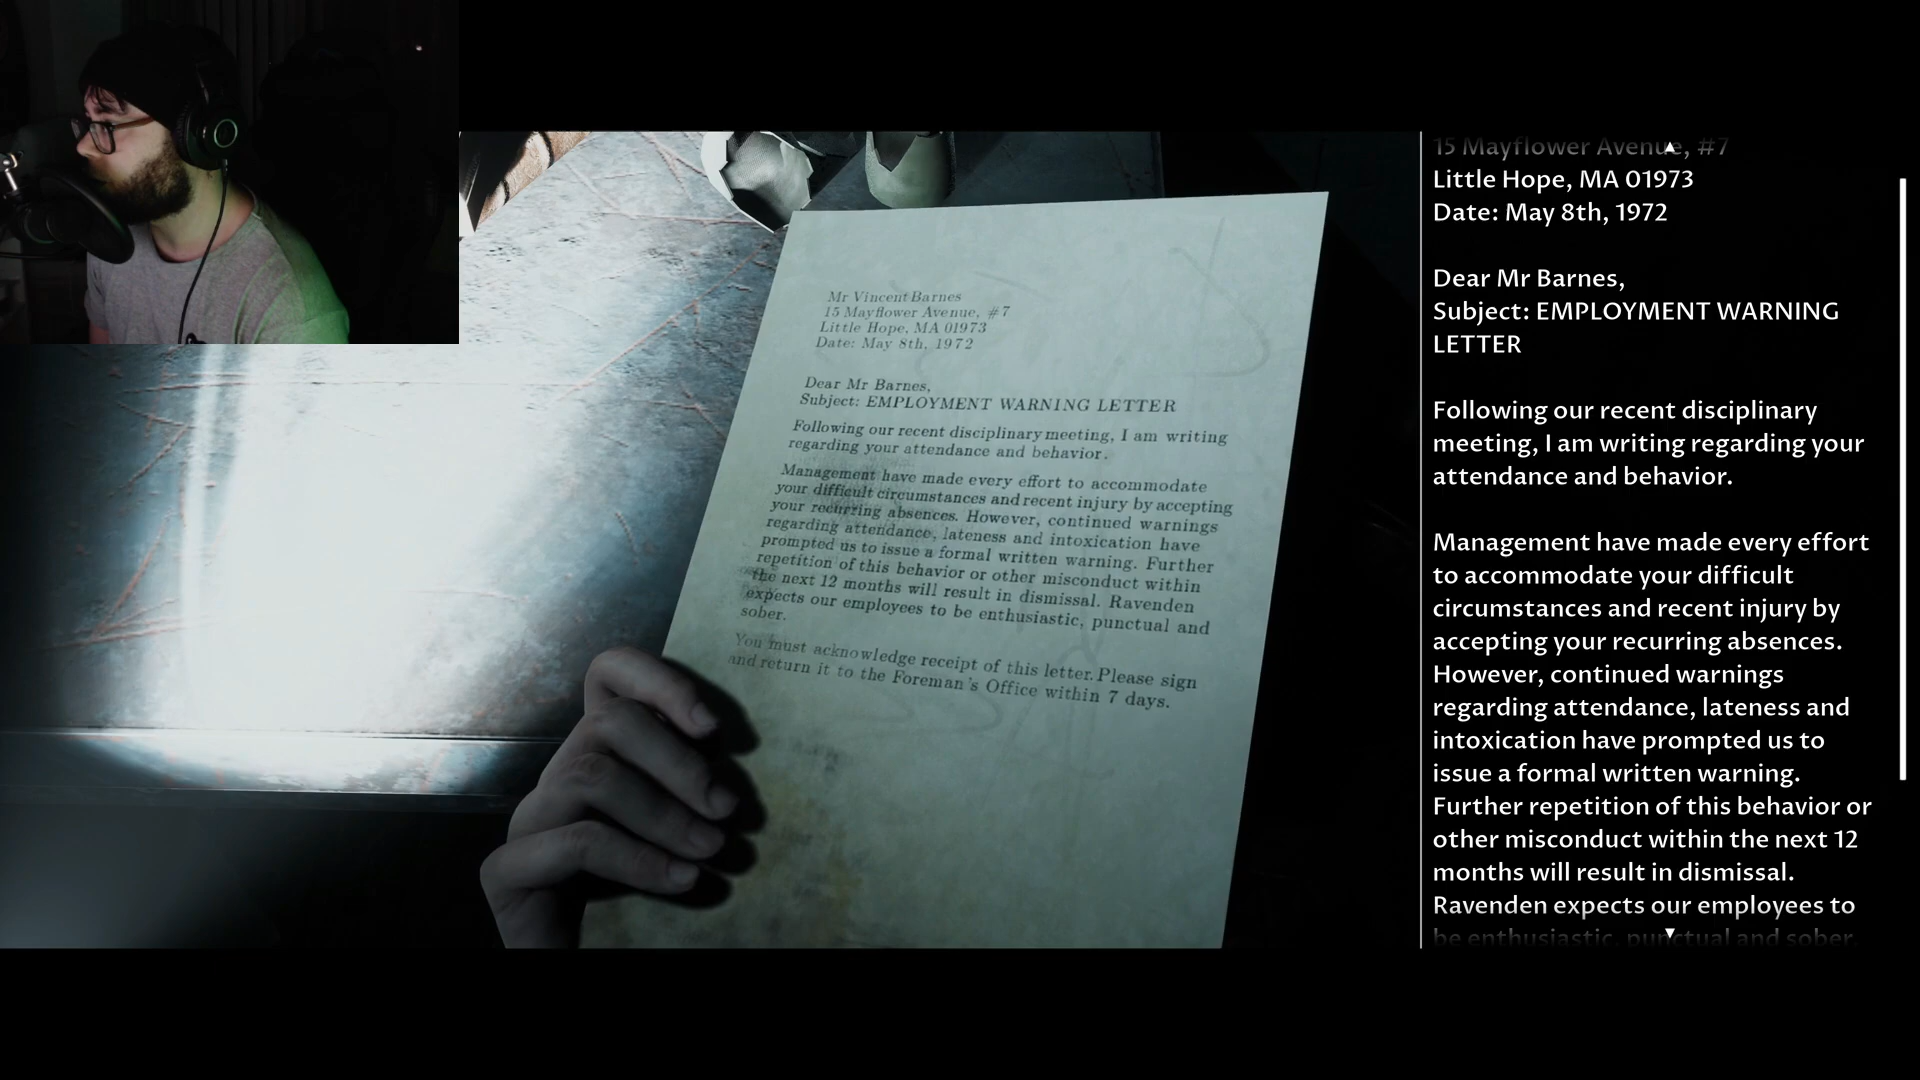 Mr Vincent Barnes
15 Mayflower Avenue, #7
Little Hope, MA 01973
Date: May 8th, 1972
Dear Mr Barnes,
Subject: EMPLOYMENT WARNING LETTER
Following our recent disciplinary meeting, I am writing
regarding your attendance and behavior.
Management have made every effort to accommodate
your difficult circumstances and recent injury by accepting
your recurring absences. However, continued warnings
regarding attendance, lateness and intoxication have
prompted us to issue a formal written warning. Further
repetition of this behavior or other misconduct within
the next 12 months will result in dismissal. Ravenden
expects our employees to be enthusiastic, punctual and
sober.
You must acknowledge receipt of this letter. Please sign
and return it to the Foreman's Office within 7 days.
15 Mayflower Avenue, #7
Little Hope, MA 01973
Date: May 8th, 1972
Dear Mr Barnes,
Subject: EMPLOYMENT WARNING
LETTER
Following our recent disciplinary
meeting, I am writing regarding your
attendance and behavior.
Management have made every effort
to accommodate your difficult
circumstances and recent injury by
accepting your recurring absences.
However, continued warnings
regarding attendance, lateness and
intoxication have prompted us to
issue a formal written warning.
Further repetition of this behavior or
other misconduct within the next 12
months will result in dismissal.
Ravenden expects our employees to
be enthusiastic, punctual and sober.